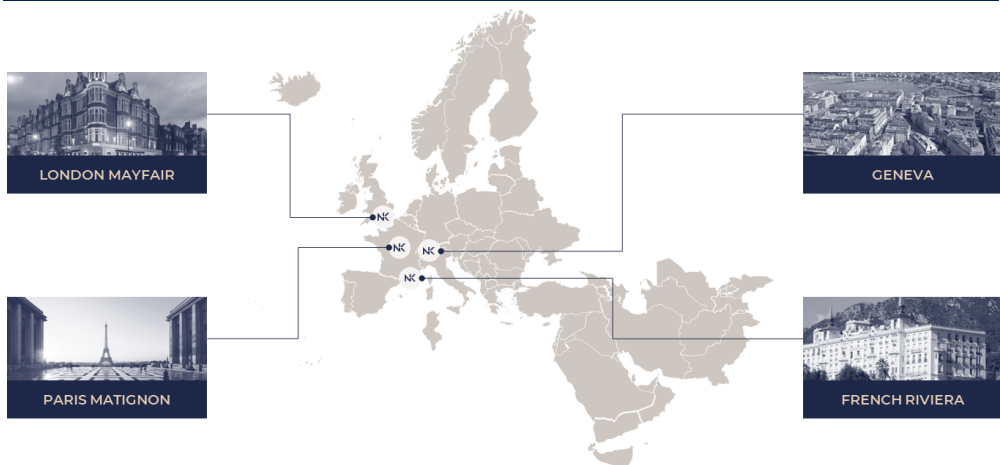 LONDON MAYFAIR
GENEVA
NK
NK
NK
NK
PARIS MATIGNON
FRENCH RIVIERA